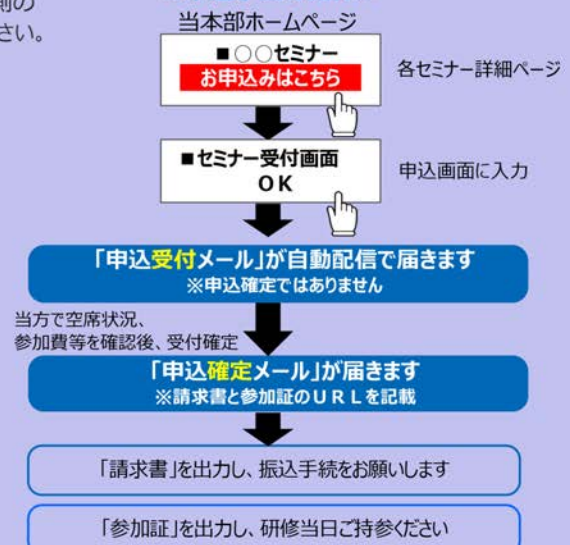 側の
さい。
当本部ホームページ
■○○セミナー
お申込みはこちら
各セミナー詳細ページ
■セミナー受付画面
OK
申込画面に入力
「申込受付メール」が自動配信で届きます
※申込確定ではありません
当方で空席状況、
参加費等を確認後、受付確定
「申込確定メール」が届きます
※請求書と参加証のURLを記載
「請求書」を出力し、振込手続をお願いします
「参加証」を出力し、研修当日ご持参ください